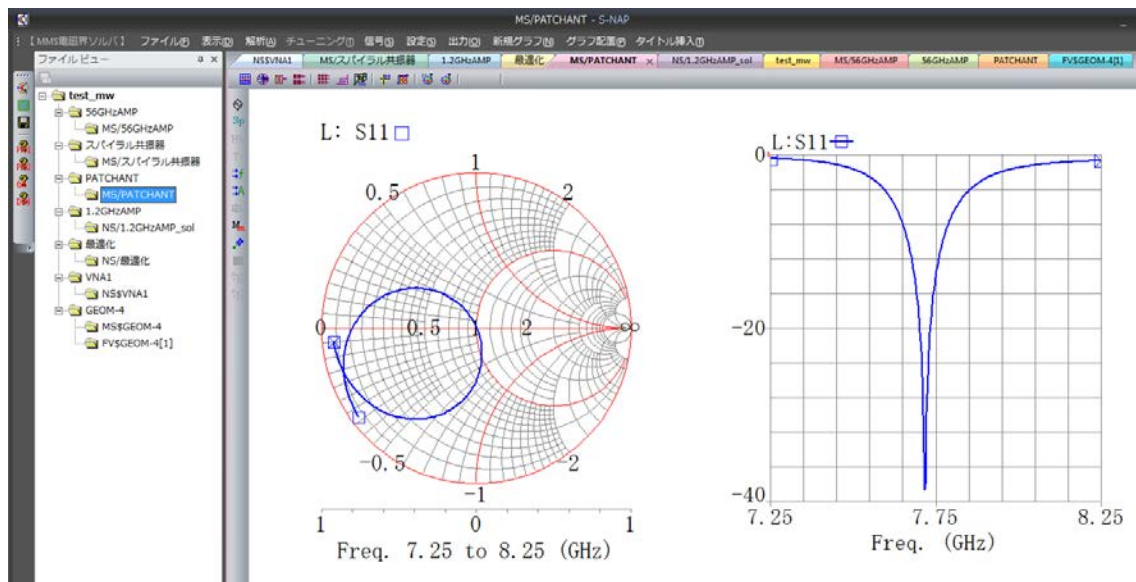 MS/PATCHANT - S-NAP
【MMS電磁界ソルバ】 ファイル(F) 表示(D) 解析(A) チューニング(T) 信号(S) 設定(S) 出力(O) 新規グラフ(N) グラフ配置(P) タイトル挿入(T)
ファイル ビュー
NS$VNA1 MS/スパイラル共振器 1.2GHzAMP 最適化 MS/PATCHANT NS/1.2GHzAMP_sol test_mw MS/56GHzAMP 56GHzAMP PATCHANT FV$GEOM-4[1]
test_mw
56GHzAMP
MS/56GHzAMP
スパイラル共振器
MS/スパイラル共振器
PATCHANT
MS/PATCHANT
1.2GHzAMP
NS/1.2GHzAMP_sol
最適化
NS/最適化
VNA1
NS$VNA1
GEOM-4
MS$GEOM-4
FV$GEOM-4[1]
L: S11
1
0.5 2
0 0.5 1 2 ∞
-0.5 -2
-1
1 0 1
Freq. 7.25 to 8.25 (GHz)
L:S11
0
-20
-40
7.25 7.75 8.25
Freq. (GHz)